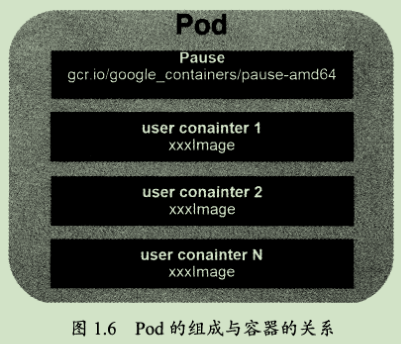 Pod
Pause
gcr.io/google_containers/pause-amd64
user conainter 1
xxxImage
user conainter 2
xxxImage
user conainter N
xxxImage
图 1.6 Pod 的组成与容器的关系